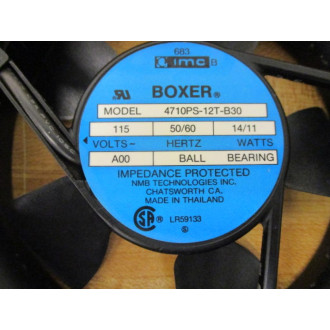 683
imc B
BOXER®
MODEL 4710PS-12T-B30
115 50/60 14/11
VOLTS~ HERTZ WATTS
A00 BALL BEARING
IMPEDANCE PROTECTED
NMB TECHNOLOGIES INC.
CHATSWORTH CA.
MADE IN THAILAND
LR59133